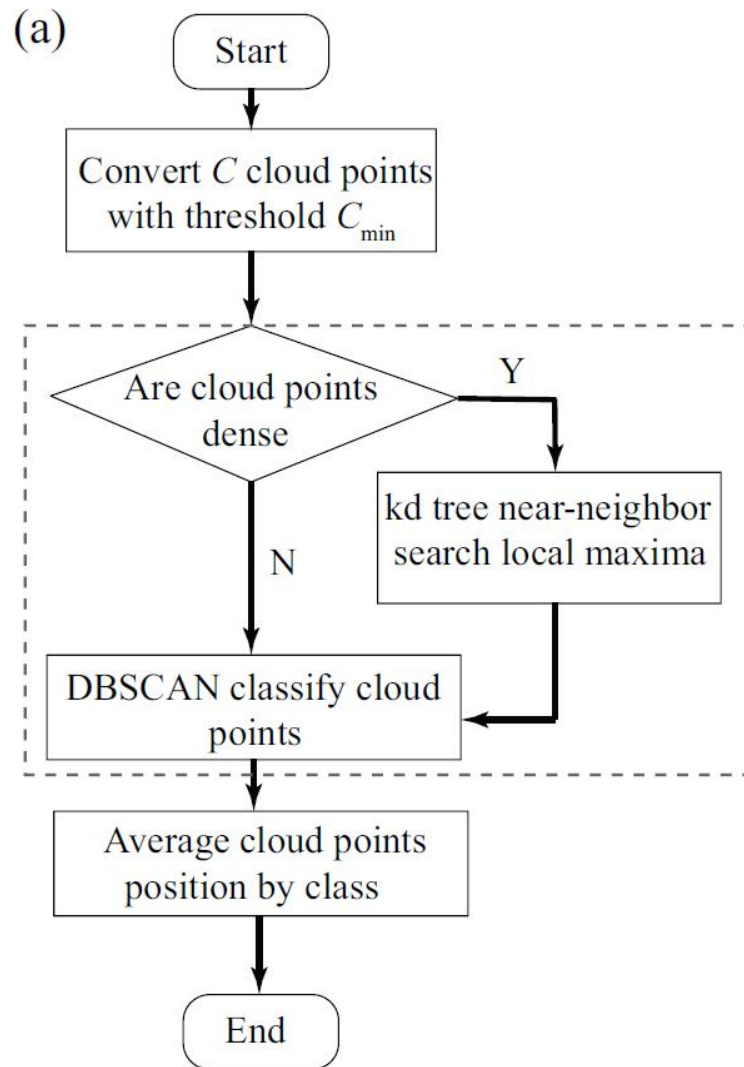 (a)
Start
Convert C cloud points
with threshold Cmin
Are cloud points
dense
Y
kd tree near-neighbor
search local maxima
N
DBSCAN classify cloud
points
Average cloud points
position by class
End